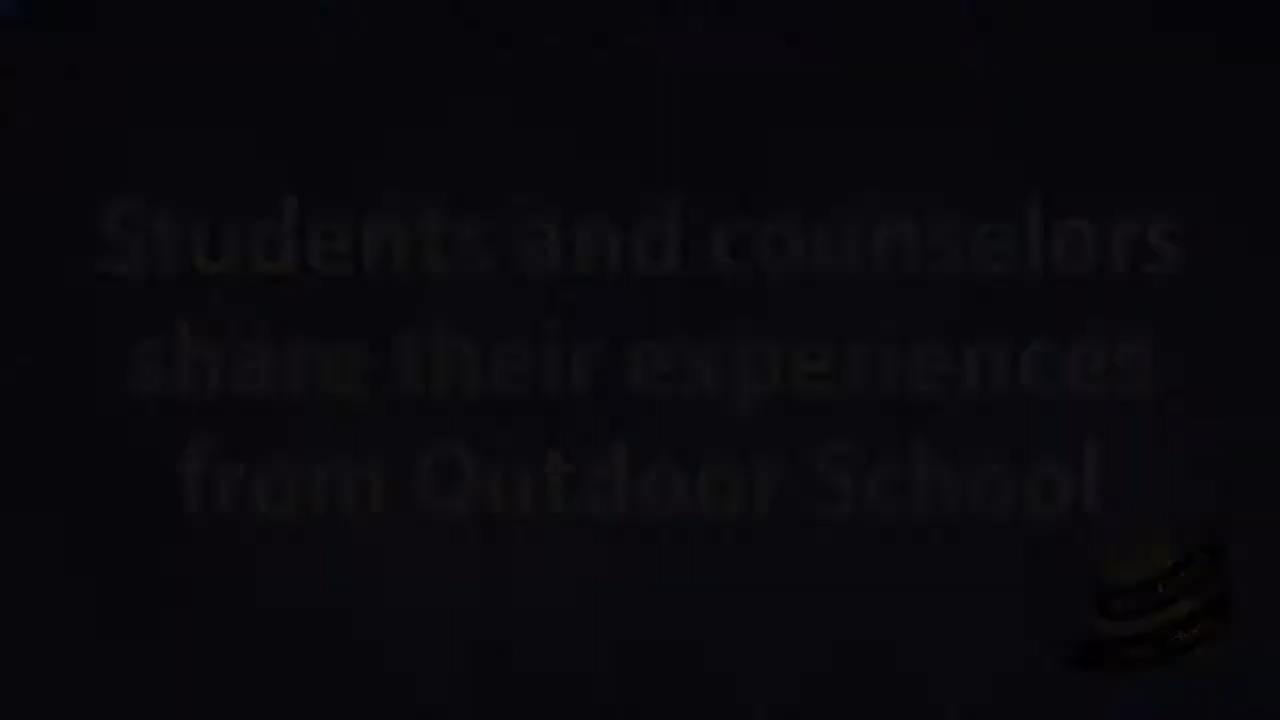 Students and counselors
share their experiences
from Outdoor School